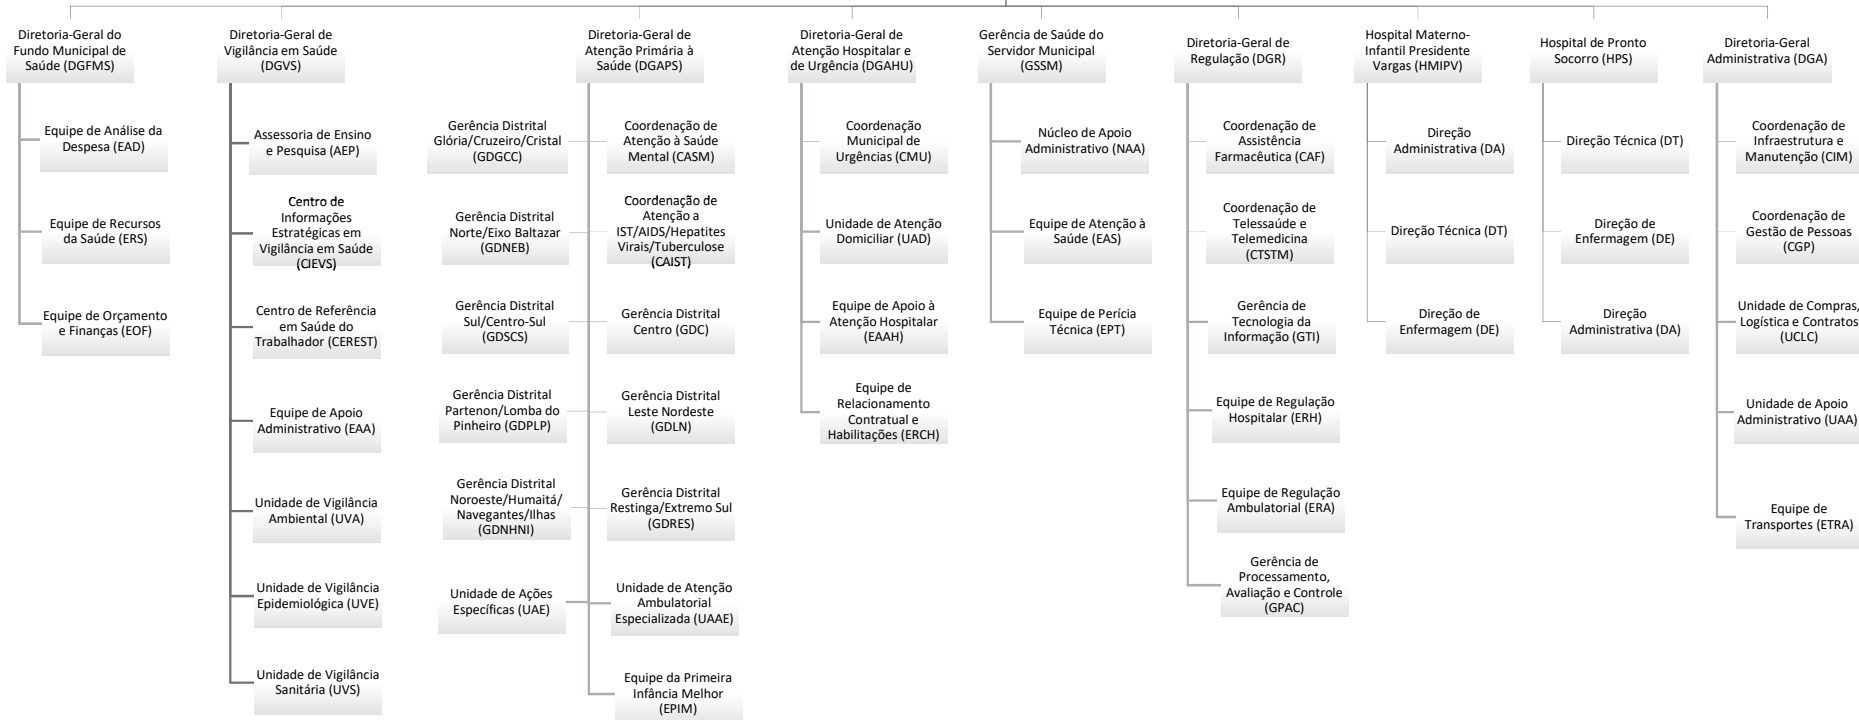 Diretoria-Geral do
Fundo Municipal de
Saúde (DGFMS)
Equipe de Análise da
Despesa (EAD)
Equipe de Recursos
da Saúde (ERS)
Equipe de Orçamento
e Finanças (EOF)
Diretoria-Geral de
Vigilância em Saúde
(DGVS)
Assessoria de Ensino
e Pesquisa (AEP)
Centro de
Informações
Estratégicas em
Vigilância em Saúde
(CIEVS)
Centro de Referência
em Saúde do
Trabalhador (CEREST)
Equipe de Apoio
Administrativo (EAA)
Unidade de Vigilância
Ambiental (UVA)
Unidade de Vigilância
Epidemiológica (UVE)
Unidade de Vigilância
Sanitária (UVS)
Diretoria-Geral de
Atenção Primária à
Saúde (DGAPS)
Gerência Distrital
Glória/Cruzeiro/Cristal
(GDGCC)
Coordenação de
Atenção à Saúde
Mental (CASM)
Gerência Distrital
Norte/Eixo Baltazar
(GDNEB)
Coordenação de
Atenção a
IST/AIDS/Hepatites
Virais/Tuberculose
(CAIST)
Gerência Distrital
Sul/Centro-Sul
(GDSCS)
Gerência Distrital
Centro (GDC)
Gerência Distrital
Partenon/Lomba do
Pinheiro (GDPLP)
Gerência Distrital
Leste Nordeste
(GDLN)
Gerência Distrital
Noroeste/Humaitá/
Navegantes/Ilhas
(GDNHNI)
Gerência Distrital
Restinga/Extremo Sul
(GDRES)
Unidade de Ações
Específicas (UAE)
Unidade de Atenção
Ambulatorial
Especializada (UAAE)
Equipe da Primeira
Infância Melhor
(EPIM)
Diretoria-Geral de
Atenção Hospitalar e
de Urgência (DGAHU)
Coordenação
Municipal de
Urgências (CMU)
Unidade de Atenção
Domiciliar (UAD)
Equipe de Apoio à
Atenção Hospitalar
(EAAH)
Equipe de
Relacionamento
Contratual e
Habilitações (ERCH)
Gerência de Saúde do
Servidor Municipal
(GSSM)
Núcleo de Apoio
Administrativo (NAA)
Equipe de Atenção à
Saúde (EAS)
Equipe de Perícia
Técnica (EPT)
Diretoria-Geral de
Regulação (DGR)
Coordenação de
Assistência
Farmacêutica (CAF)
Coordenação de
Telessaúde e
Telemedicina
(CTSTM)
Gerência de
Tecnologia da
Informação (GTI)
Equipe de Regulação
Hospitalar (ERH)
Equipe de Regulação
Ambulatorial (ERA)
Gerência de
Processamento,
Avaliação e Controle
(GPAC)
Hospital Materno-
Infantil Presidente
Vargas (HMIPV)
Direção
Administrativa (DA)
Direção Técnica (DT)
Direção de
Enfermagem (DE)
Hospital de Pronto
Socorro (HPS)
Direção Técnica (DT)
Direção de
Enfermagem (DE)
Direção
Administrativa (DA)
Diretoria-Geral
Administrativa (DGA)
Coordenação de
Infraestrutura e
Manutenção (CIM)
Coordenação de
Gestão de Pessoas
(CGP)
Unidade de Compras,
Logística e Contratos
(UCLC)
Unidade de Apoio
Administrativo (UAA)
Equipe de
Transportes (ETRA)